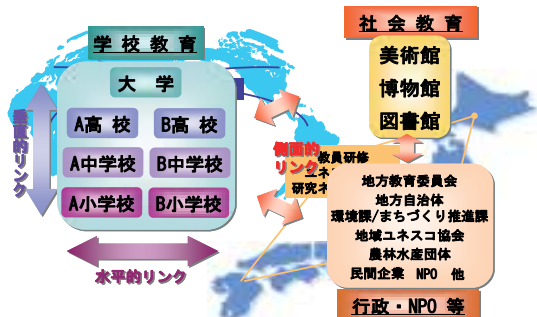 学校教育
大 学
A高 校
B高 校
A中学校
B中学校
A小学校
B小学校
垂直的リンク
水平的リンク
社会教育
美術館
博物館
図書館
側面的
リンク
教員研修
研究ネ
地方教育委員会
地方自治体
環境課/まちづくり推進課
地域ユネスコ協会
農林水産団体
民間企業 NPO 他
行政・NPO 等